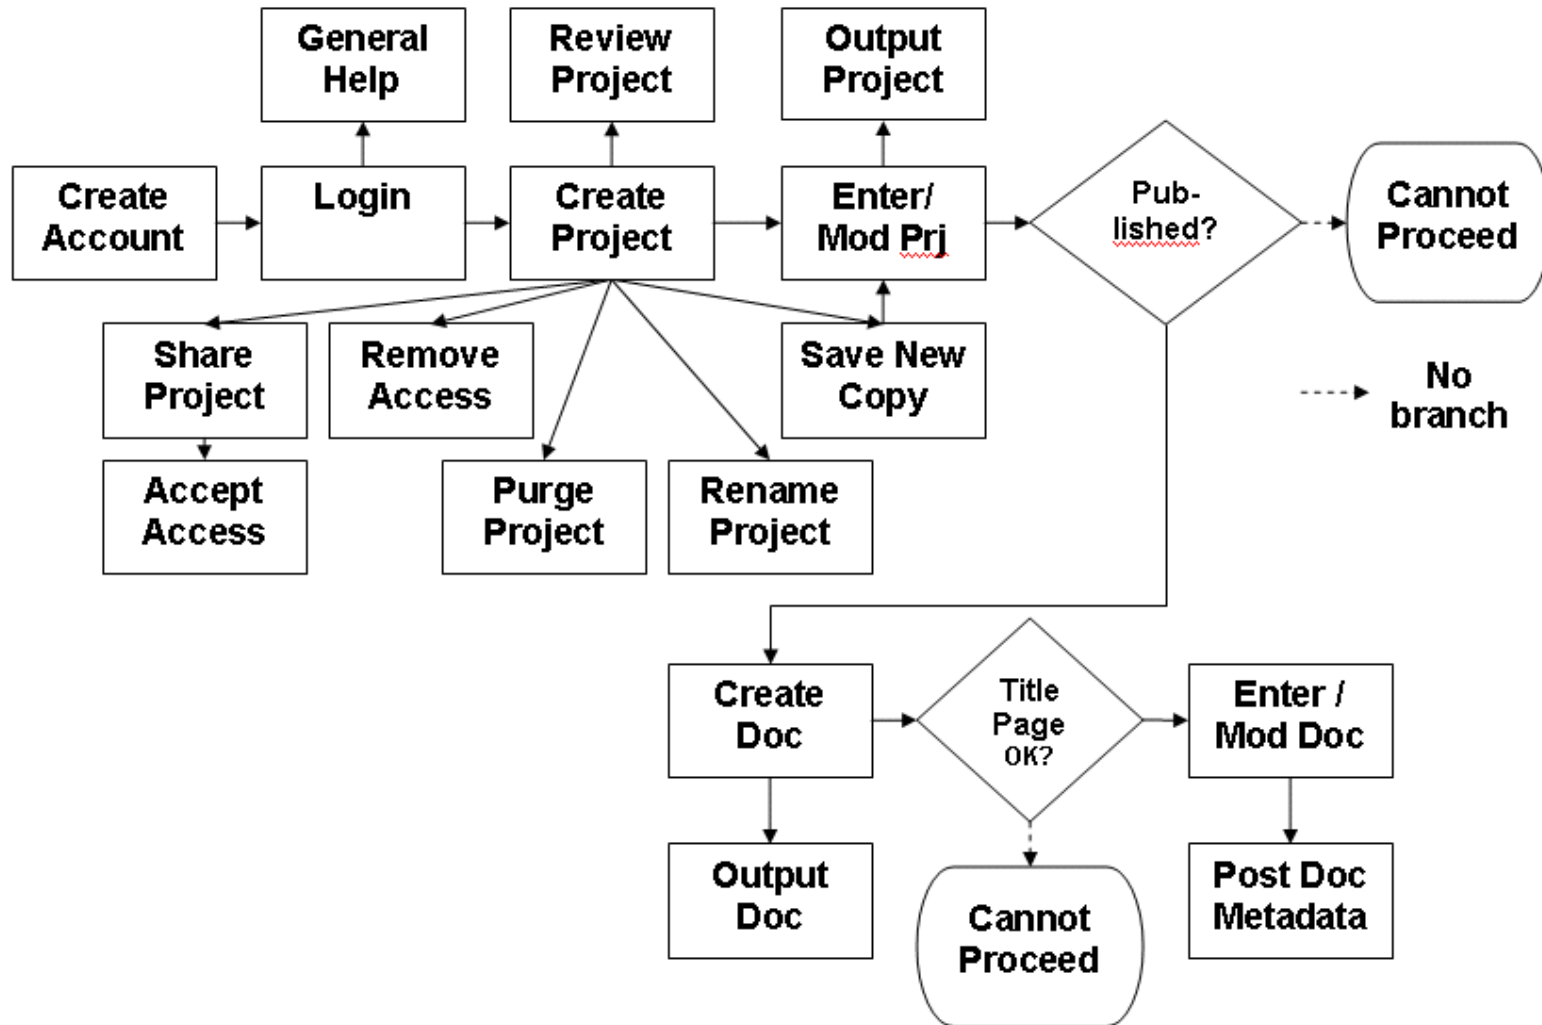 General
Help
Review
Project
Output
Project
Create
Account
Login
Create
Project
Enter/
Mod Prj
Pub-
lished?
Cannot
Proceed
Share
Project
Remove
Access
Save New
Copy
No
branch
Accept
Access
Purge
Project
Rename
Project
Create
Doc
Title
Page
OK?
Enter /
Mod Doc
Output
Doc
Cannot
Proceed
Post Doc
Metadata